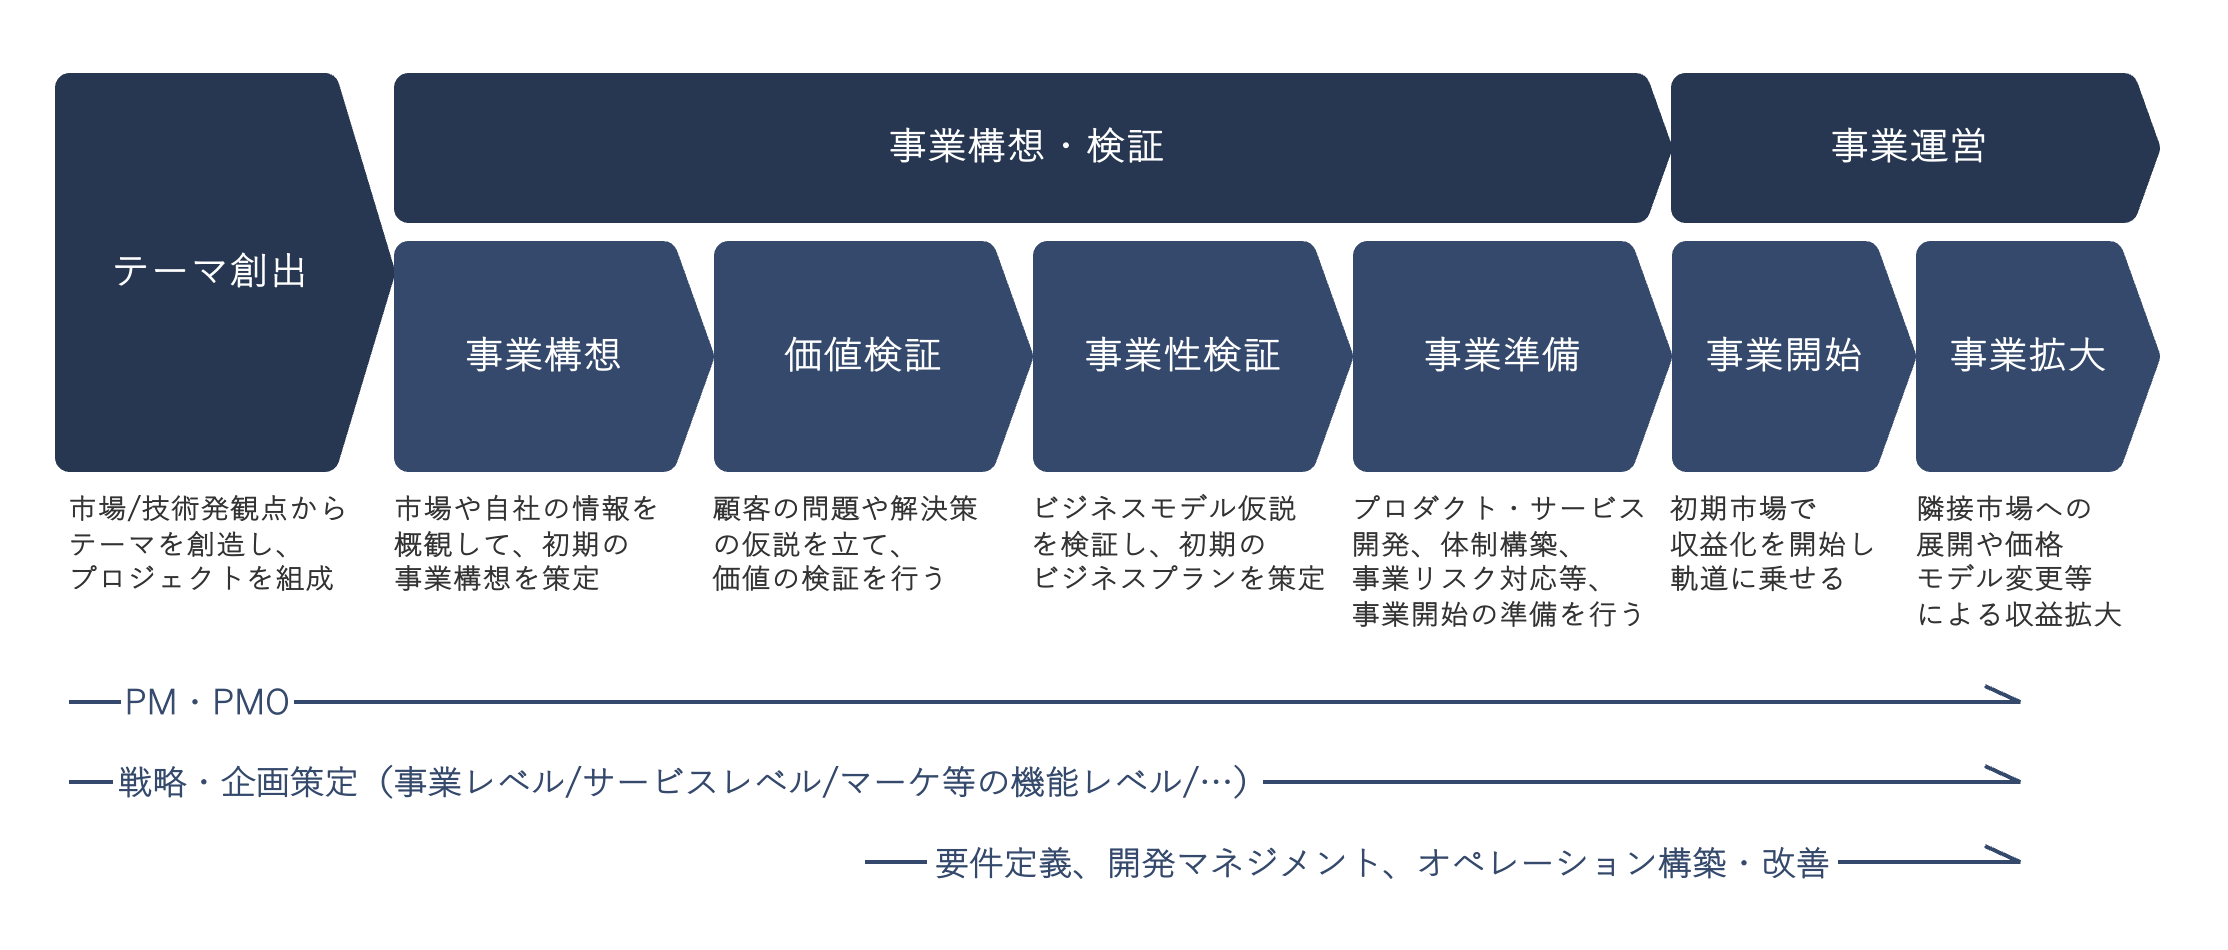 テーマ創出
事業構想・検証
事業運営
事業構想
価値検証
事業性検証
事業準備
事業開始
事業拡大
市場/技術発観点から
テーマを創造し、
プロジェクトを組成
市場や自社の情報を
概観して、初期の
事業構想を策定
顧客の問題や解決策
の仮説を立て、
価値の検証を行う
ビジネスモデル仮説
を検証し、初期の
ビジネスプランを策定
プロダクト・サービス
開発、体制構築、
事業リスク対応等、
事業開始の準備を行う
初期市場で
収益化を開始し
軌道に乗せる
隣接市場への
展開や価格
モデル変更等
による収益拡大
PM・PMO
戦略・企画策定（事業レベル/サービスレベル/マーケ等の機能レベル/…）
要件定義、開発マネジメント、オペレーション構築・改善